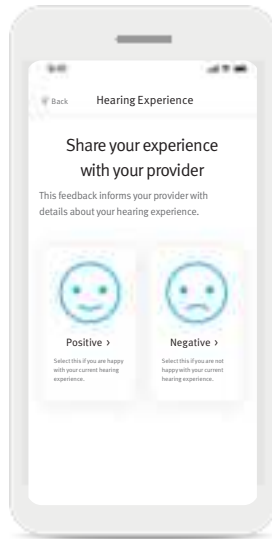 Back
Hearing Experience
Share your experience
with your provider
This feedback informs your provider with
details about your hearing experience.
Positive ›
Negative ›
Select this if you are happy
with your current hearing
experience.
Select this if you are not
happy with your current
hearing experience.